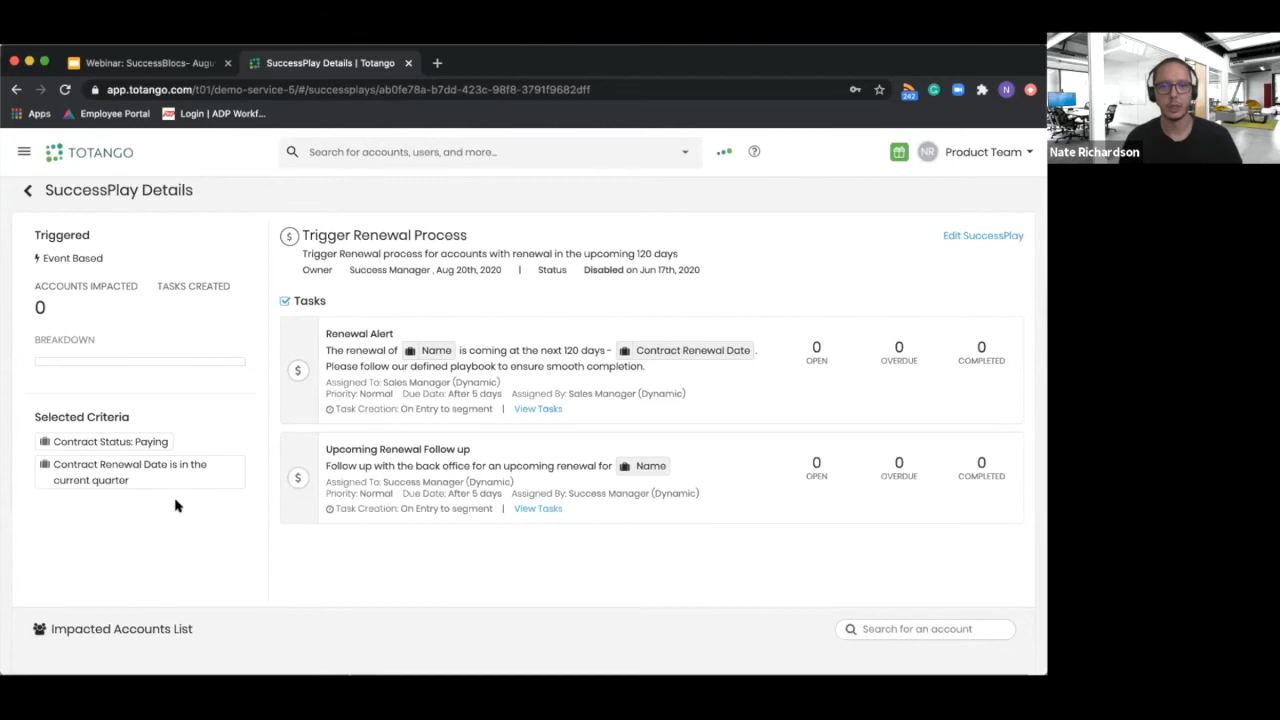 Webinar: SuccessBlocs- Augu
SuccessPlay Details | Totango
app.totango.com/t01/demo-service-6/#/successplays/ab0fe78a-b7dd-423c-98f8-3791f9682dff
242
N
Apps
Employee Portal
Login | ADP Workf...
TOTANGO
Search for accounts, users, and more...
NR
Product Team
Nate Richardson
SuccessPlay Details
Triggered
Event Based
ACCOUNTS IMPACTED TASKS CREATED
0
BREAKDOWN
Selected Criteria
Contract Status: Paying
Contract Renewal Date is in the
current quarter
$ Trigger Renewal Process
Edit SuccessPlay
Trigger Renewal process for accounts with renewal in the upcoming 120 days
Owner Success Manager , Aug 20th, 2020 | Status Disabled on Jun 17th, 2020
Tasks
$
Renewal Alert
The renewal of Name is coming at the next 120 days - Contract Renewal Date .
Please follow our defined playbook to ensure smooth completion.
Assigned To: Sales Manager (Dynamic)
Priority: Normal Due Date: After 5 days Assigned By: Sales Manager (Dynamic)
Task Creation: On Entry to segment | View Tasks
0 0 0
OPEN OVERDUE COMPLETED
$
Upcoming Renewal Follow up
Follow up with the back office for an upcoming renewal for Name
Assigned To: Success Manager (Dynamic)
Priority: Normal Due Date: After 5 days Assigned By: Success Manager (Dynamic)
Task Creation: On Entry to segment | View Tasks
0 0 0
OPEN OVERDUE COMPLETED
Impacted Accounts List
Search for an account